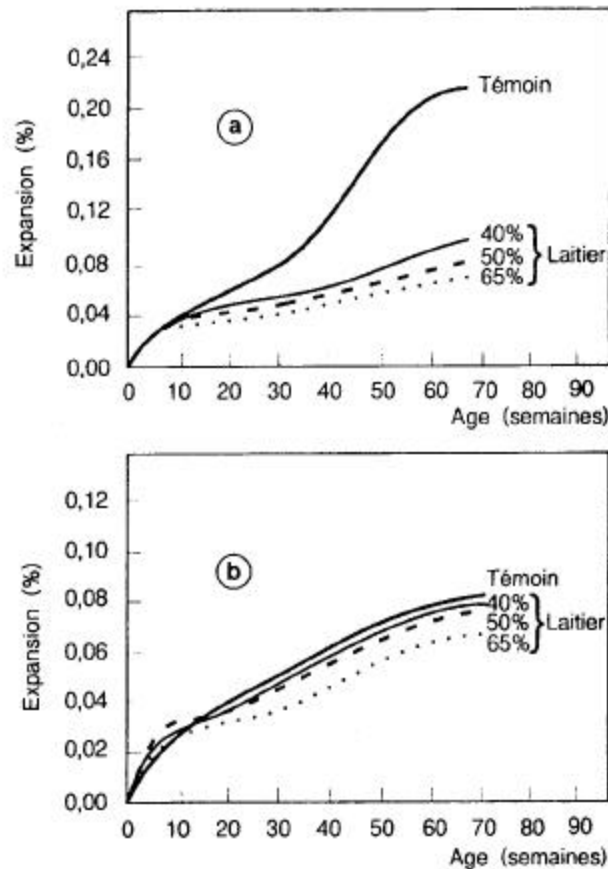 0,24
0,20
0,16
0,12
0,08
0,04
0,00
Expansion (%)
a
Témoin
40%
50%
65%
Laitier
0 10 20 30 40 50 60 70 80 90
Age (semaines)
0,12
0,10
0,08
0,06
0,04
0,02
0,00
Expansion (%)
b
Témoin
40%
50%
65%
Laitier
0 10 20 30 40 50 60 70 80 90
Age (semaines)